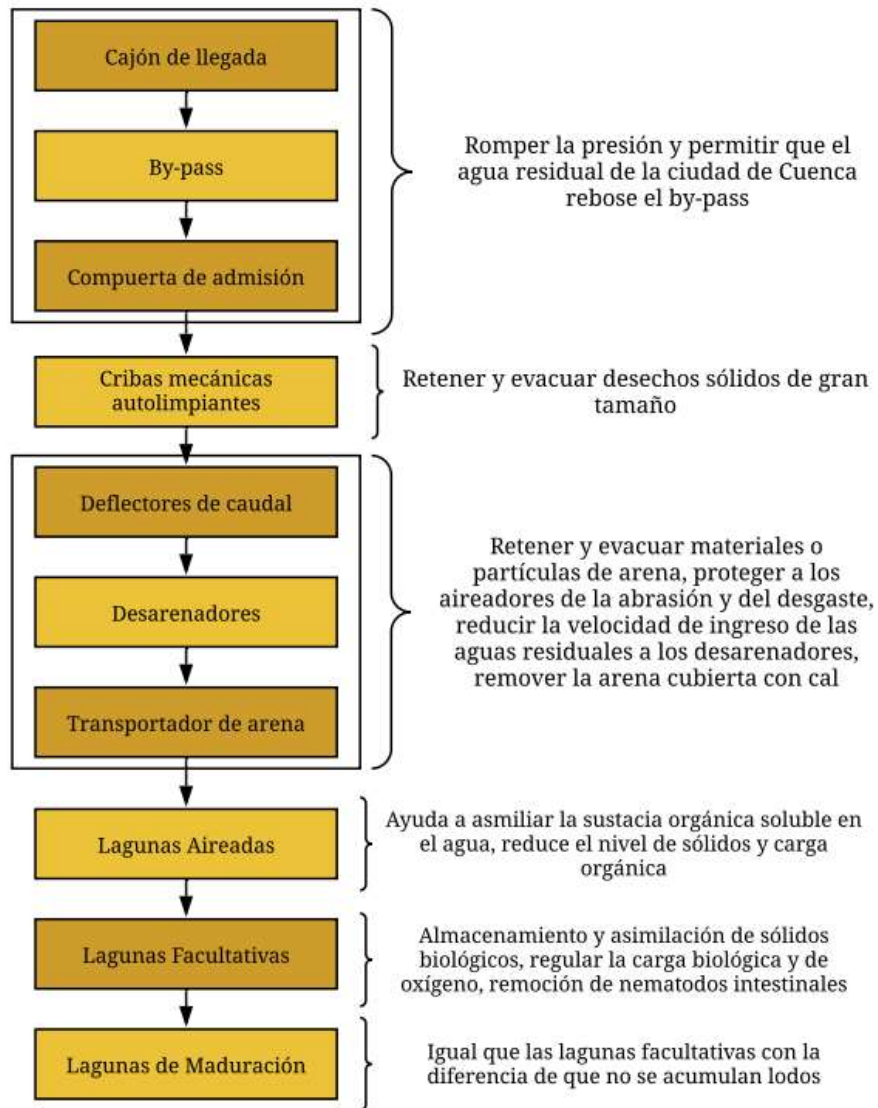 Cajón de llegada
By-pass
Compuerta de admisión
Romper la presión y permitir que el
agua residual de la ciudad de Cuenca
rebose el by-pass
Cribas mecánicas
autolimpiantes
Retener y evacuar desechos sólidos de gran
tamaño
Deflectores de caudal
Desarenadores
Transportador de arena
Retener y evacuar materiales o
partículas de arena, proteger a los
aireadores de la abrasión y del desgaste,
reducir la velocidad de ingreso de las
aguas residuales a los desarenadores,
remover la arena cubierta con cal
Lagunas Aireadas
Ayuda a asmiliar la sustacia orgánica soluble en
el agua, reduce el nivel de sólidos y carga
orgánica
Lagunas Facultativas
Almacenamiento y asimilación de sólidos
biológicos, regular la carga biológica y de
oxígeno, remoción de nematodos intestinales
Lagunas de Maduración
Igual que las lagunas facultativas con la
diferencia de que no se acumulan lodos